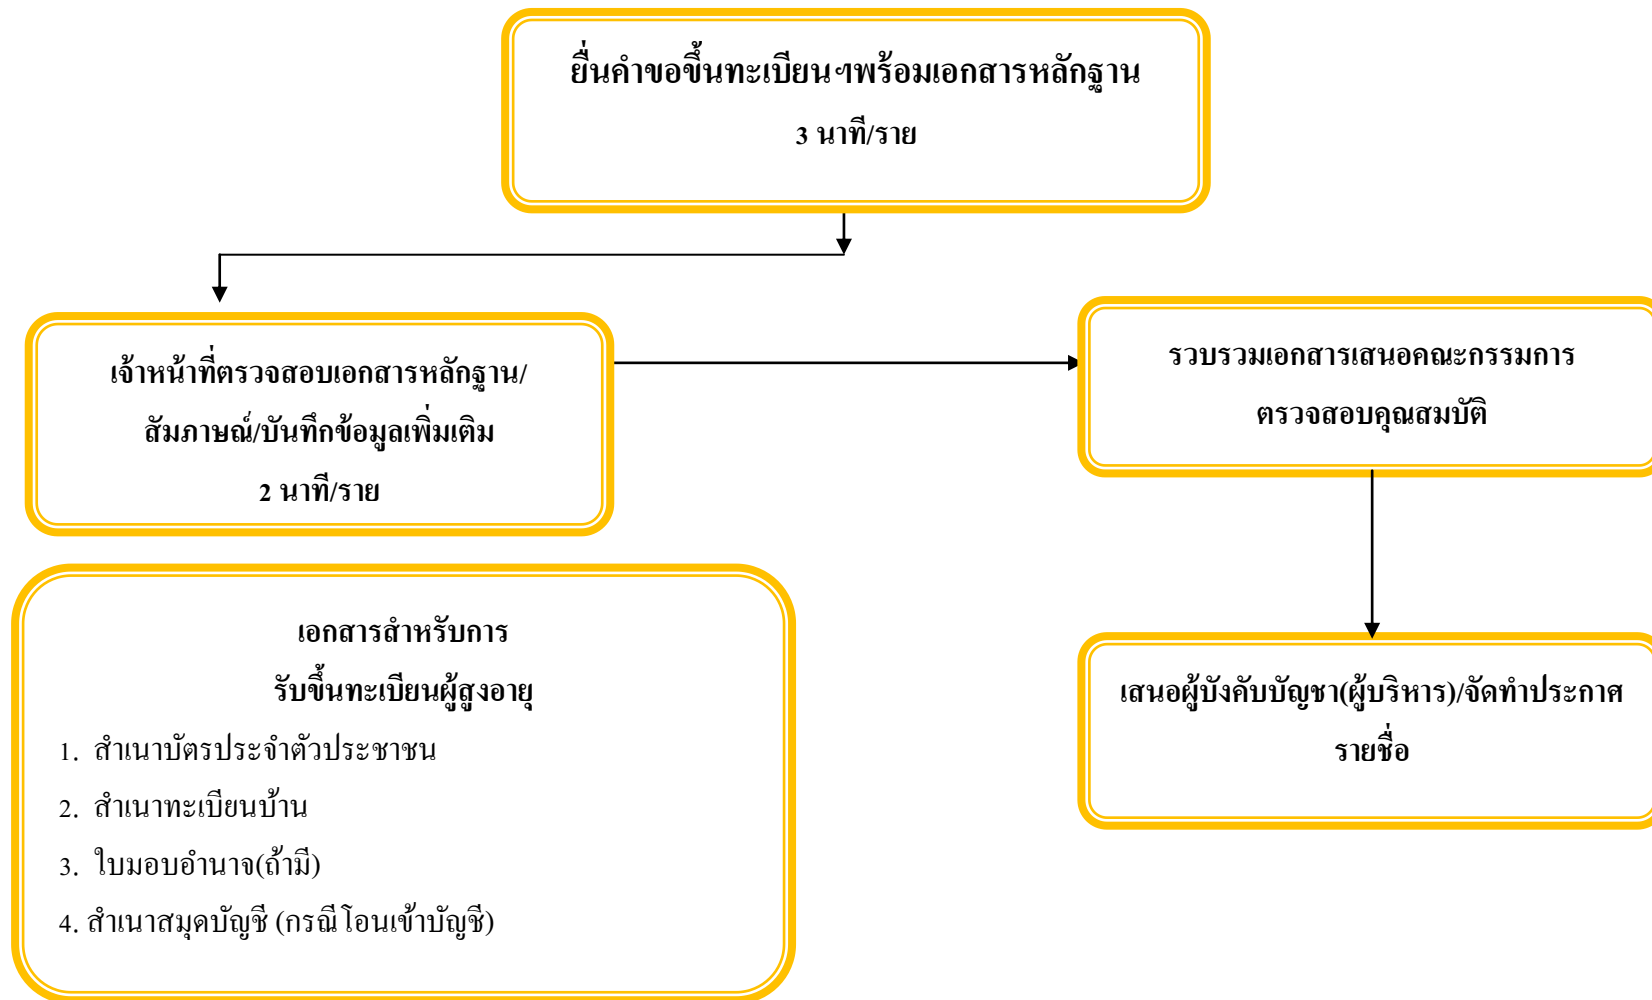 ยื่นคำขอขึ้นทะเบียนฯพร้อมเอกสารหลักฐาน
3 นาที/ราย
เจ้าหน้าที่ตรวจสอบเอกสารหลักฐาน/
สัมภาษณ์/บันทึกข้อมูลเพิ่มเติม
2 นาที/ราย
รวบรวมเอกสารเสนอคณะกรรมการ
ตรวจสอบคุณสมบัติ
เสนอผู้บังคับบัญชา(ผู้บริหาร)/จัดทำประกาศ
รายชื่อ
เอกสารสำหรับการ
รับขึ้นทะเบียนผู้สูงอายุ
1. สำเนาบัตรประจำตัวประชาชน
2. สำเนาทะเบียนบ้าน
3. ใบมอบอำนาจ(ถ้ามี)
4. สำเนาสมุดบัญชี (กรณีโอนเข้าบัญชี)